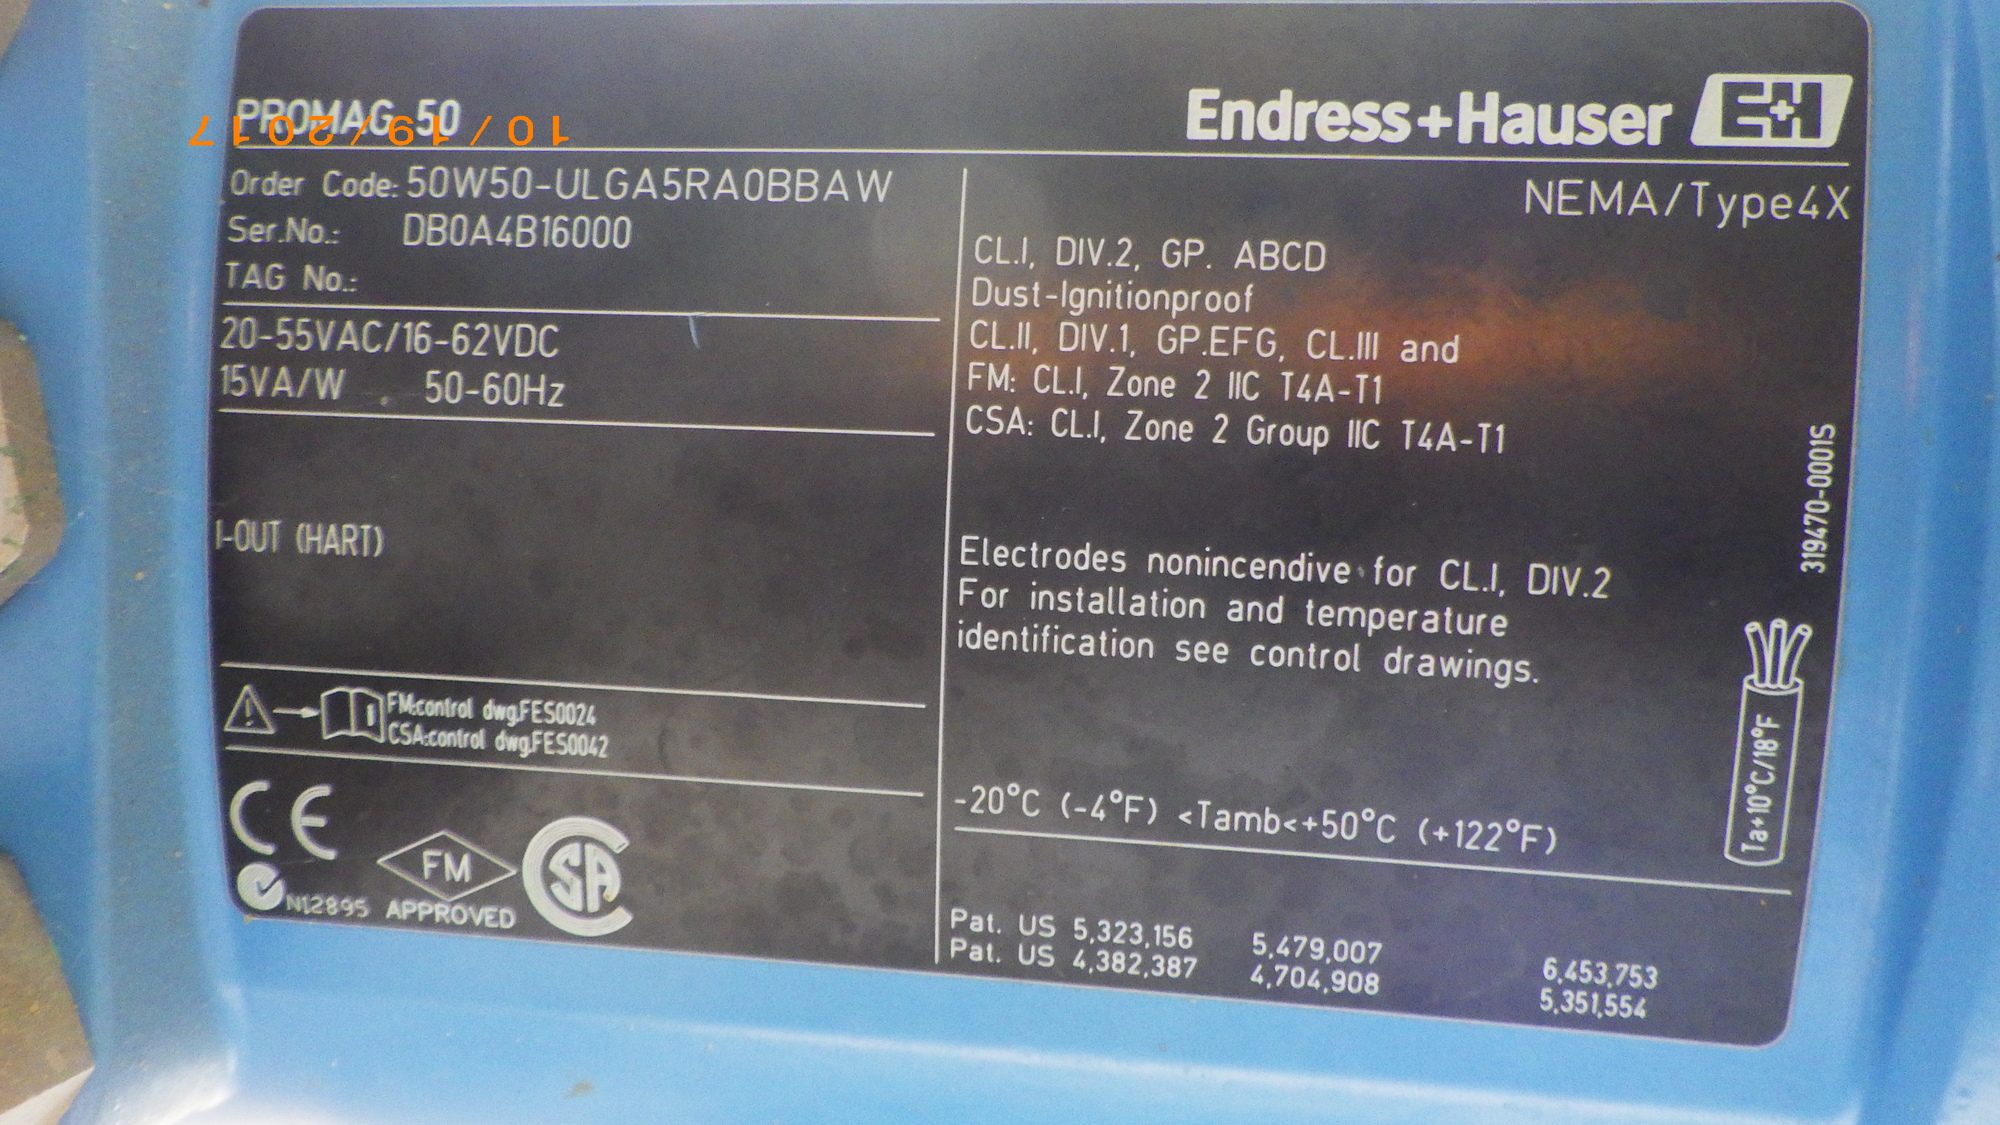 PROMAG 50
10/19/2017
Endress+Hauser E+H
Order Code: 50W50-ULGA5RA0BBAW
Ser.No.: DB0A4B16000
TAG No.:
20-55VAC/16-62VDC
15VA/W 50-60Hz
I-OUT (HART)
FM:control dwg.FES0024
CSA:control dwg.FES0042
CE
N12895
FM
APPROVED
CSA
NEMA/Type4X
CL.I, DIV.2, GP. ABCD
Dust-Ignitionproof
CL.II, DIV.1, GP.EFG, CL.III and
FM: CL.I, Zone 2 IIC T4A-T1
CSA: CL.I, Zone 2 Group IIC T4A-T1
Electrodes nonincendive for CL.I, DIV.2
For installation and temperature
identification see control drawings.
-20°C (-4°F) <Tamb<+50°C (+122°F)
319470-0001S
Ta+10°C/18°F
Pat. US 5,323,156 5,479,007 6,453,753
Pat. US 4,382,387 4,704,908 5,351,554